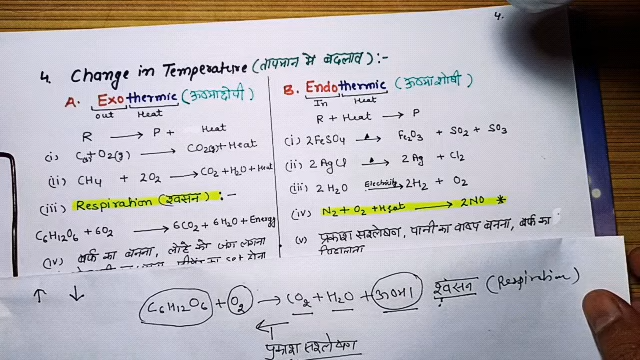 4.
4. Change in Temperature (तापमान में बदलाव) :-
A. Exothermic (ऊष्माक्षेपी)
out Heat
R → P + Heat
(i) C + O2(g) → CO2(g) + Heat
(ii) CH4 + 2O2 → CO2 + H2O + Heat
(iii) Respiration (श्वसन) : -
C6H12O6 + 6O2 → 6CO2 + 6H2O + Energy
(iv) बर्फ का बनना, लोहे को जंग लगना
B. Endothermic (ऊष्माशोषी)
In Heat
R + Heat → P
(i) 2FeSO4 → Fe2O3 + SO2 + SO3
(ii) 2AgCl → 2Ag + Cl2
(iii) 2H2O Electricity→ 2H2 + O2
(iv) N2 + O2 + Heat → 2NO *
(v) प्रकाश संश्लेषण, पानी का वाष्प बनना, बर्फ का
पिघलना
↑ ↓
C6H12O6 + O2 → CO2 + H2O + ऊर्जा श्वसन (Respiration)
प्रकाश संश्लेषण